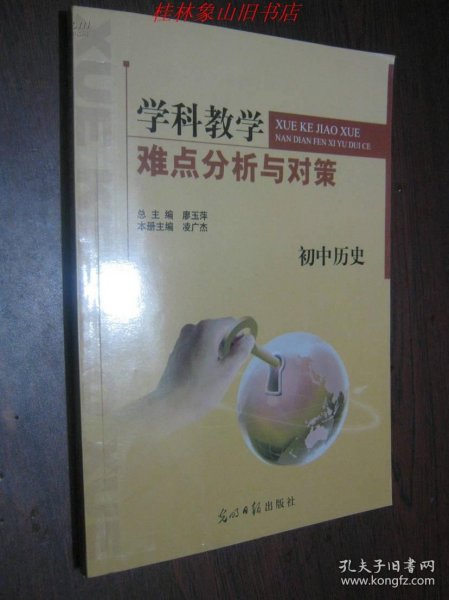 桂林象山旧书店
学科教学
XUE KE JIAO XUE
NAN DIAN FEN XI YU DUI CE
难点分析与对策
总主编 廖玉萍
本册主编 凌广杰
初中历史
光明日报出版社
孔夫子旧书网
www.kongfz.com